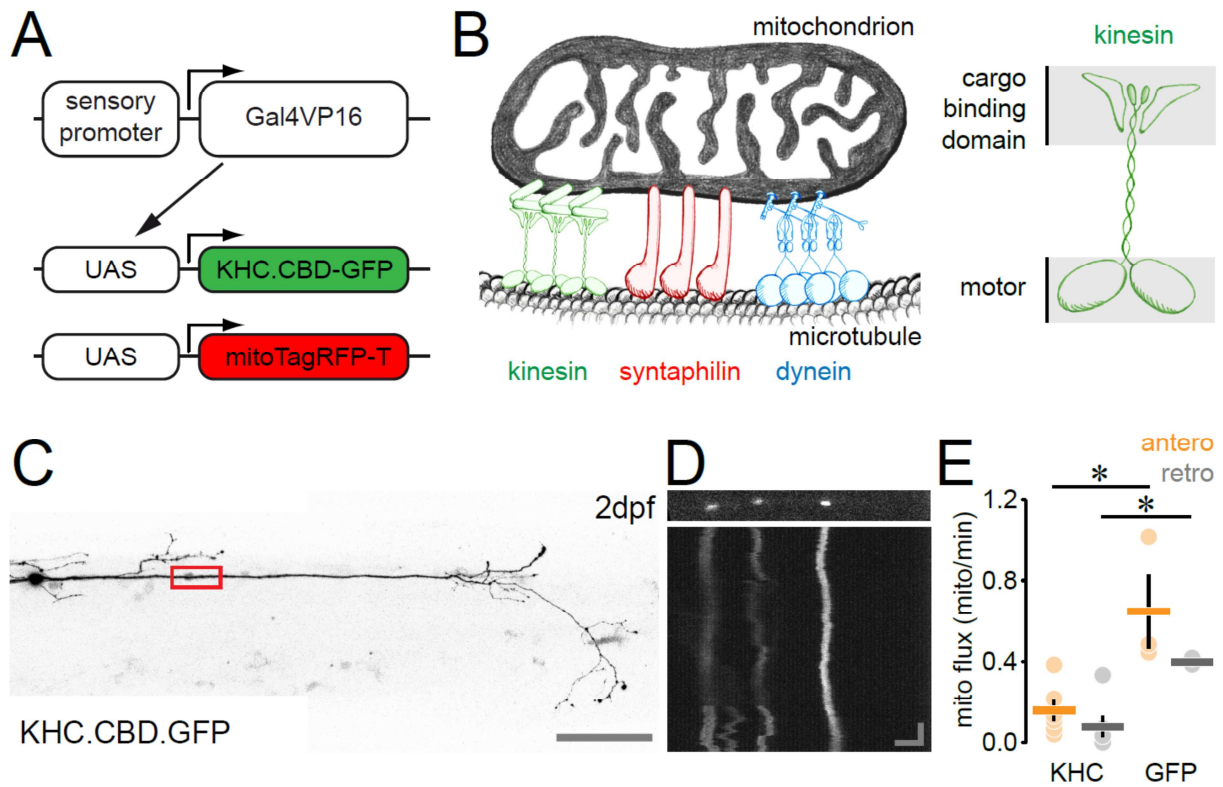 A
sensory
promoter
Gal4VP16
UAS
KHC.CBD-GFP
UAS
mitoTagRFP-T
B
mitochondrion
microtubule
kinesin
syntaphilin
dynein
kinesin
cargo
binding
domain
motor
C
2dpf
KHC.CBD.GFP
D
E
antero
retro
*
*
mito flux (mito/min)
1.2
0.8
0.4
0.0
KHC
GFP